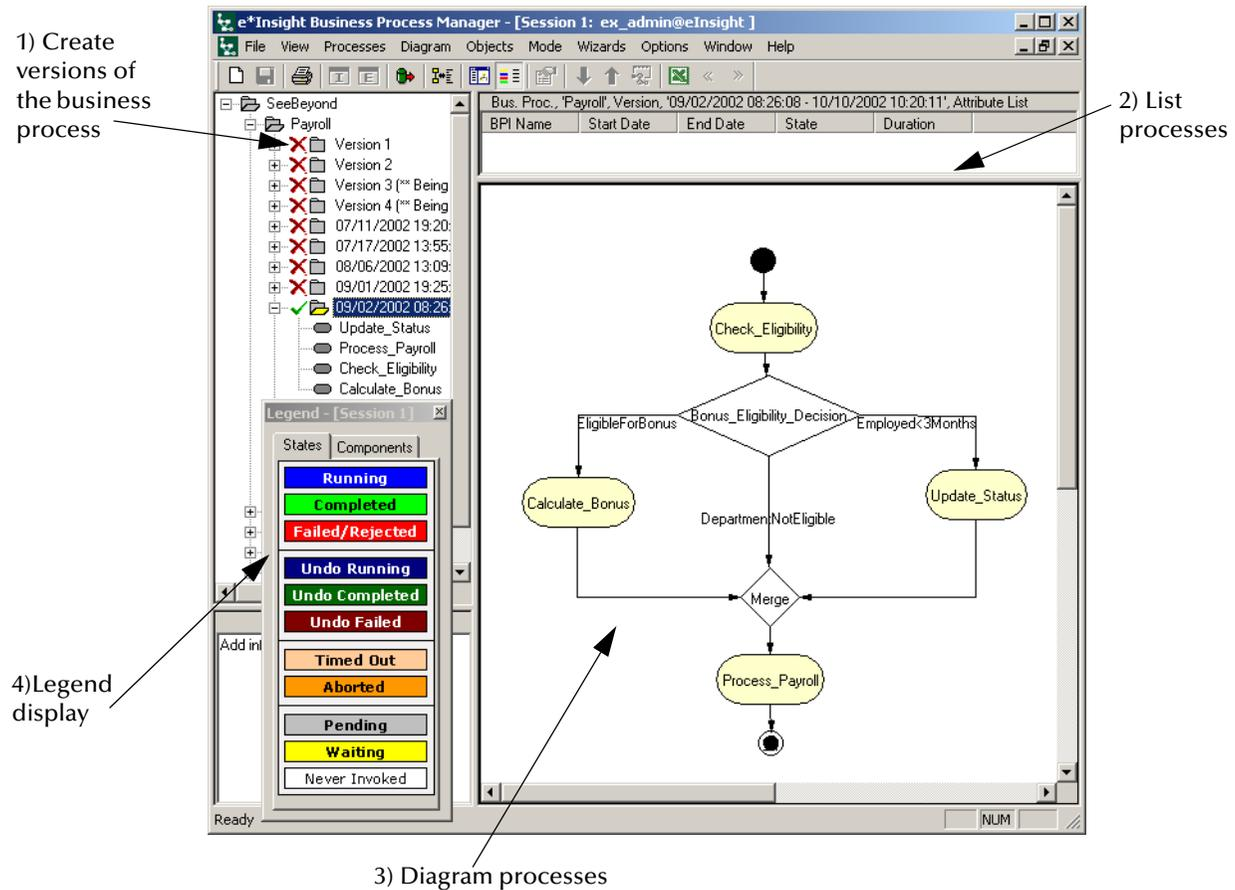 1) Create
versions of
the business
process
e*Insight Business Process Manager - [Session 1: ex_admin@eInsight ]
File View Processes Diagram Objects Mode Wizards Options Window Help
SeeBeyond
Payroll
Version 1
Version 2
Version 3 (** Being
Version 4 (** Being
07/11/2002 19:20:
07/17/2002 13:55:
08/06/2002 13:09:
09/01/2002 19:25:
09/02/2002 08:26:
Update_Status
Process_Payroll
Check_Eligibility
Calculate_Bonus
Bus. Proc., 'Payroll', Version, '09/02/2002 08:26:08 - 10/10/2002 10:20:11', Attribute List
BPI Name Start Date End Date State Duration
2) List
processes
Check_Eligibility
Bonus_Eligibility_Decision
EligibleForBonus
Employed<3Months
Calculate_Bonus
DepartmentNotEligible
Update_Status
Merge
Process_Payroll
Legend - [Session 1]
States Components
Running
Completed
Failed/Rejected
Undo Running
Undo Completed
Undo Failed
Timed Out
Aborted
Pending
Waiting
Never Invoked
Add
4)Legend
display
Ready
NUM
3) Diagram processes